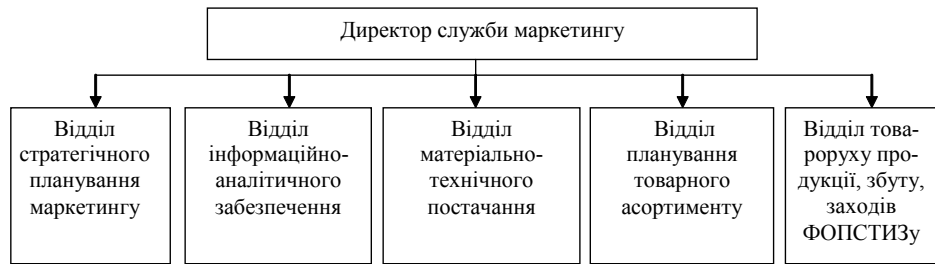 Директор служби маркетингу
Відділ
стратегічного
планування
маркетингу
Відділ
інформаційно-
аналітичного
забезпечення
Відділ
матеріально-
технічного
постачання
Відділ
планування
товарного
асортименту
Відділ това-
роруху про-
дукції, збуту,
заходів
ФОПСТИЗу